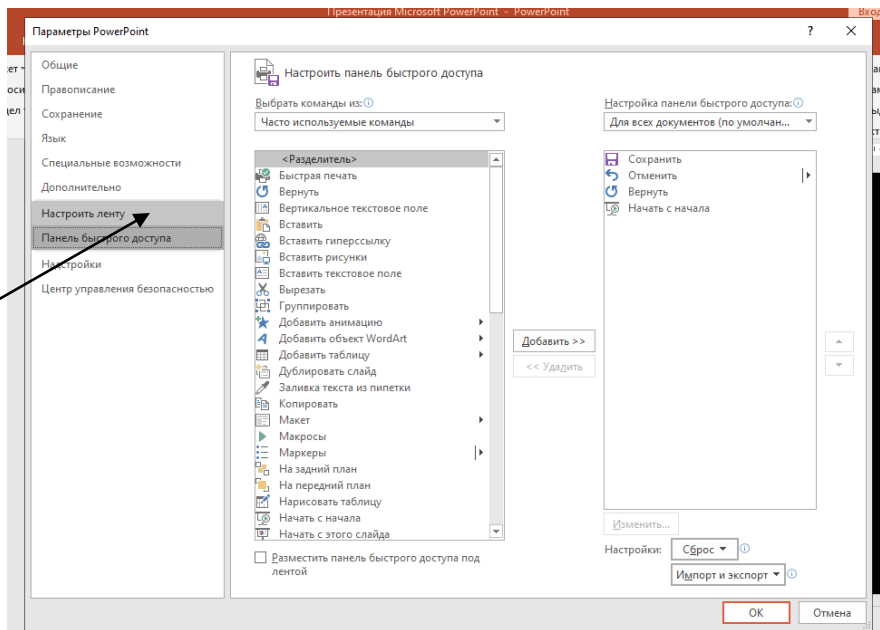 Презентация Microsoft PowerPoint - PowerPoint
Параметры PowerPoint
?
Общие
Правописание
Сохранение
Язык
Специальные возможности
Дополнительно
Настроить ленту
Панель быстрого доступа
Надстройки
Центр управления безопасностью
Настроить панель быстрого доступа
Выбрать команды из:
Часто используемые команды
<Разделитель>
Быстрая печать
Вернуть
Вертикальное текстовое поле
Вставить
Вставить гиперссылку
Вставить рисунки
Вставить текстовое поле
Вырезать
Группировать
Добавить анимацию
Добавить объект WordArt
Добавить таблицу
Дублировать слайд
Заливка текста из пипетки
Копировать
Макет
Макросы
Маркеры
На задний план
На передний план
Нарисовать таблицу
Начать с начала
Начать с этого слайда
Разместить панель быстрого доступа под
лентой
Добавить >>
<< Удалить
Настройка панели быстрого доступа:
Для всех документов (по умолчан...
Сохранить
Отменить
Вернуть
Начать с начала
Изменить...
Настройки:
Сброс
Импорт и экспорт
ОК
Отмена